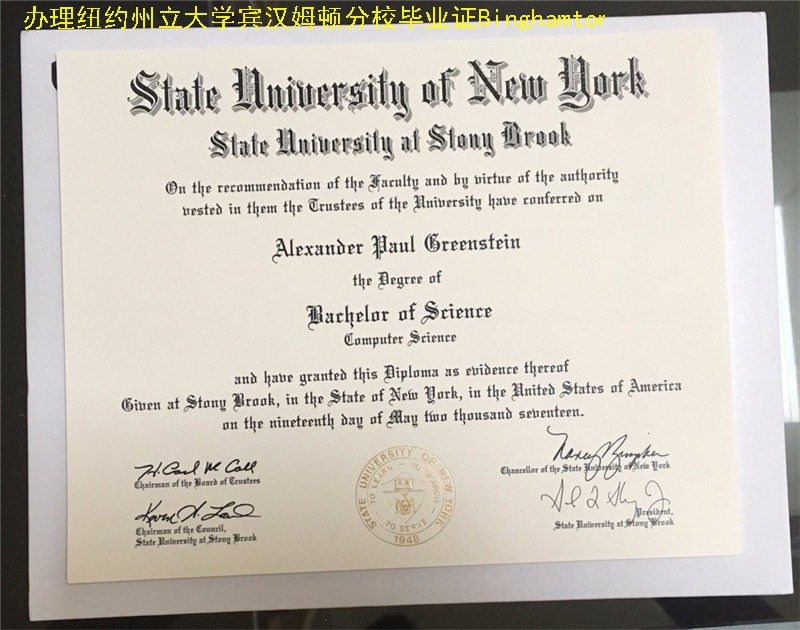 办理纽约州立大学宾汉姆顿分校毕业证Binghamton
State University of New York
State University at Stony Brook
On the recommendation of the Faculty and by virtue of the authority
vested in them the Trustees of the University have conferred on
Alexander Paul Greenstein
the Degree of
Bachelor of Science
Computer Science
and have granted this Diploma as evidence thereof
Given at Stony Brook, in the State of New York, in the United States of America
on the nineteenth day of May two thousand seventeen.
H. Carl McCall
Chairman of the Board of Trustees
Chancellor of the State University of New York
Chairman of the Council,
State University at Stony Brook
President,
State University at Stony Brook
STATE UNIVERSITY OF NEW YORK
TO LEARN - TO SEARCH
TO SERVE
1948